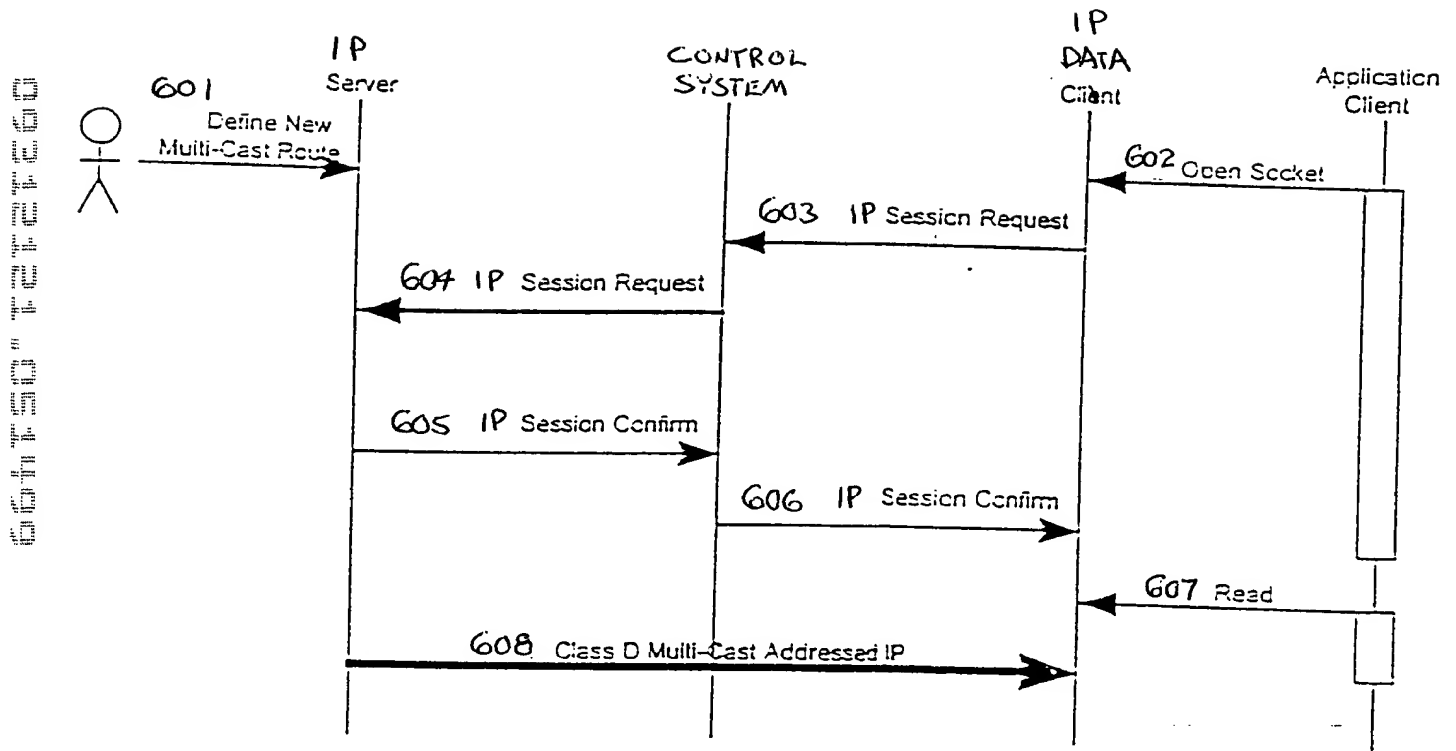 IP
Server
CONTROL
SYSTEM
IP
DATA
Client
Application
Client
601
Define New
Multi-Cast Route
602 Open Socket
603 IP Session Request
604 IP Session Request
605 IP Session Confirm
606 IP Session Confirm
607 Read
608 Class D Multi-Cast Addressed IP
09312121.051499